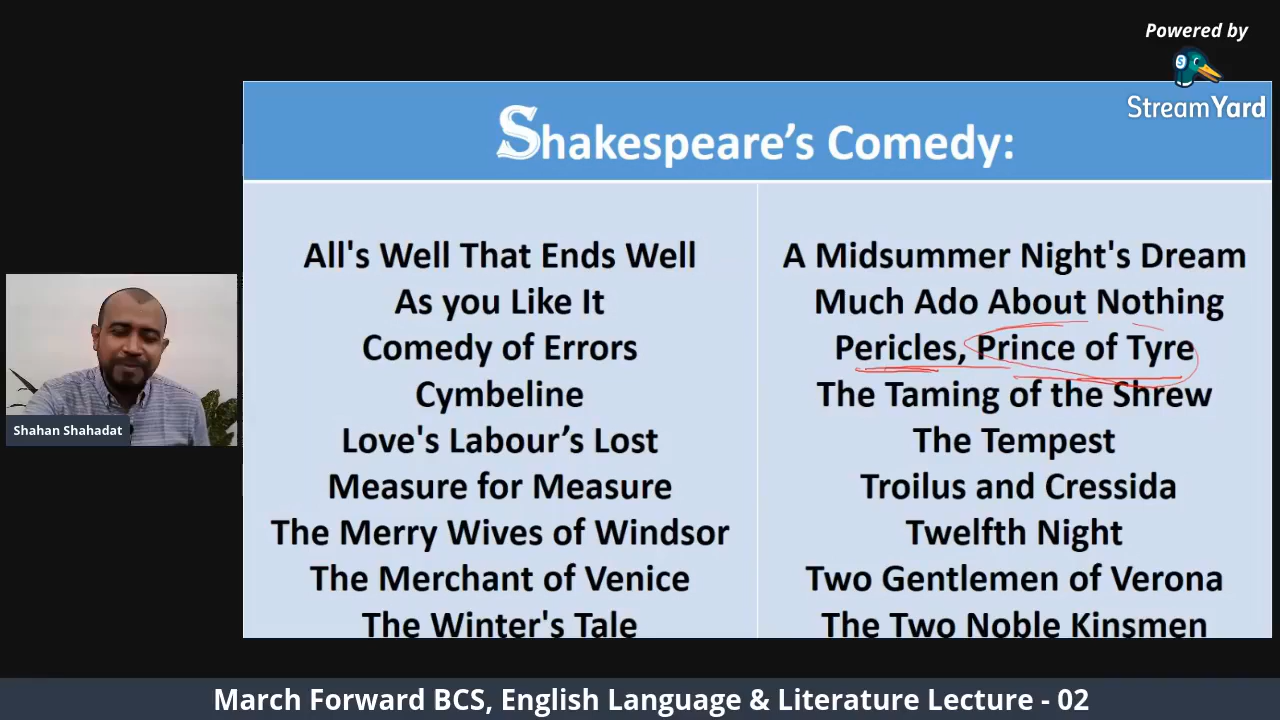 Powered by
StreamYard
Shakespeare’s Comedy:
All's Well That Ends Well
As you Like It
Comedy of Errors
Cymbeline
Love's Labour’s Lost
Measure for Measure
The Merry Wives of Windsor
The Merchant of Venice
The Winter's Tale
A Midsummer Night's Dream
Much Ado About Nothing
Pericles, Prince of Tyre
The Taming of the Shrew
The Tempest
Troilus and Cressida
Twelfth Night
Two Gentlemen of Verona
The Two Noble Kinsmen
Shahan Shahadat
March Forward BCS, English Language & Literature Lecture - 02